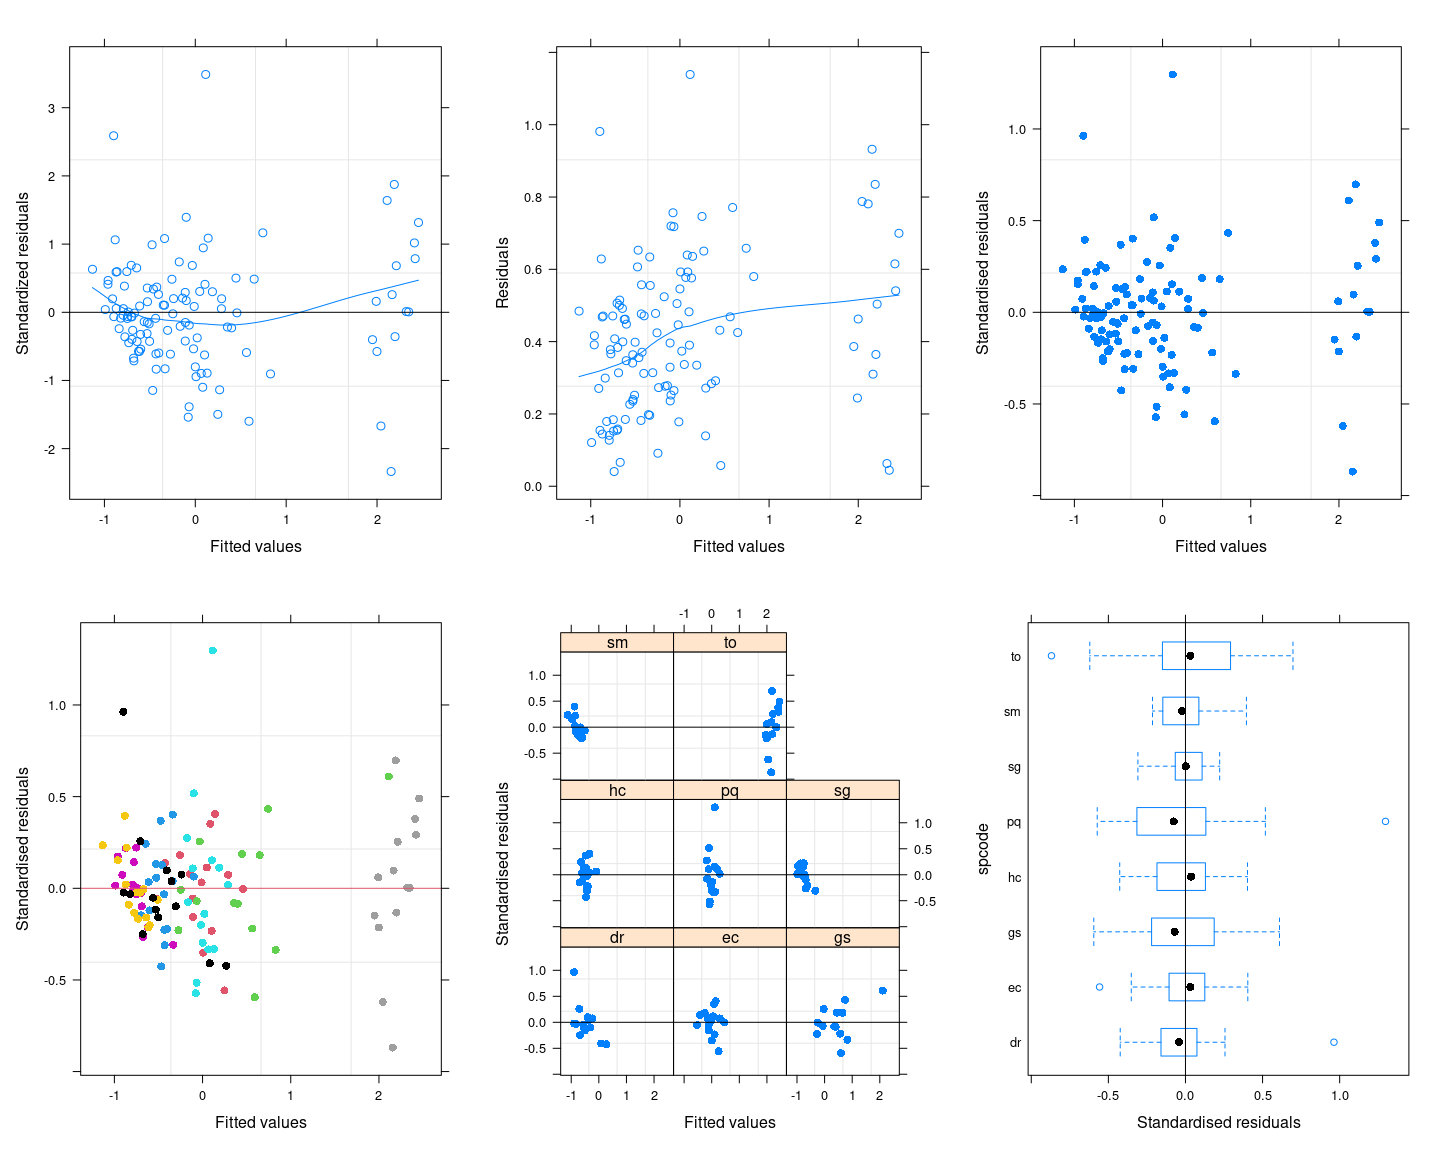 Standardized residuals
3
2
1
0
-1
-2
-1 0 1 2
Fitted values
Residuals
1.0
0.8
0.6
0.4
0.2
0.0
-1 0 1 2
Fitted values
Standardised residuals
1.0
0.5
0.0
-0.5
-1 0 1 2
Fitted values
Standardised residuals
1.0
0.5
0.0
-0.5
-1 0 1 2
Fitted values
Standardised residuals
-1 0 1 2
sm to
1.0
0.5
0.0
-0.5
hc pq sg
1.0
0.5
0.0
-0.5
dr ec gs
1.0
0.5
0.0
-0.5
-1 0 1 2 -1 0 1 2
Fitted values
spcode
to
sm
sg
pq
hc
gs
ec
dr
-0.5 0.0 0.5 1.0
Standardised residuals